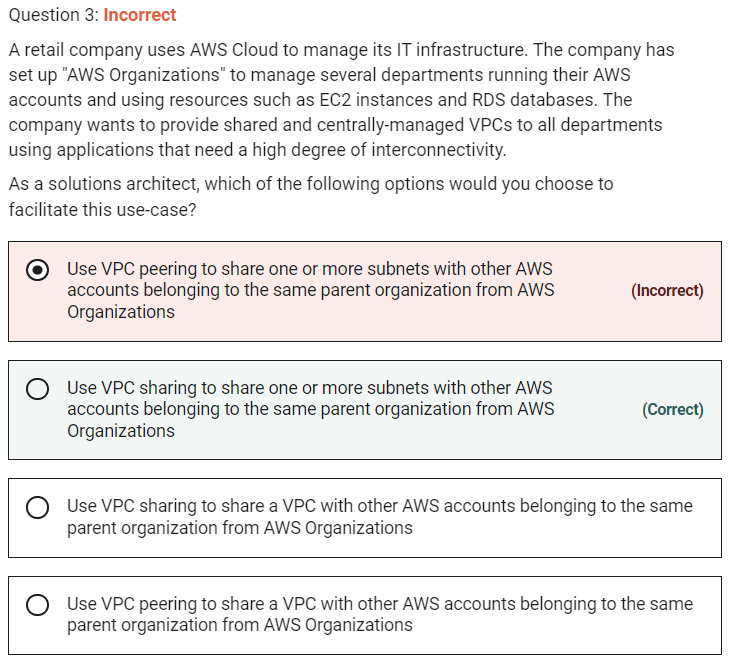 Question 3: Incorrect
A retail company uses AWS Cloud to manage its IT infrastructure. The company has
set up "AWS Organizations" to manage several departments running their AWS
accounts and using resources such as EC2 instances and RDS databases. The
company wants to provide shared and centrally-managed VPCs to all departments
using applications that need a high degree of interconnectivity.
As a solutions architect, which of the following options would you choose to
facilitate this use-case?
Use VPC peering to share one or more subnets with other AWS
accounts belonging to the same parent organization from AWS
Organizations
(Incorrect)
Use VPC sharing to share one or more subnets with other AWS
accounts belonging to the same parent organization from AWS
Organizations
(Correct)
Use VPC sharing to share a VPC with other AWS accounts belonging to the same
parent organization from AWS Organizations
Use VPC peering to share a VPC with other AWS accounts belonging to the same
parent organization from AWS Organizations